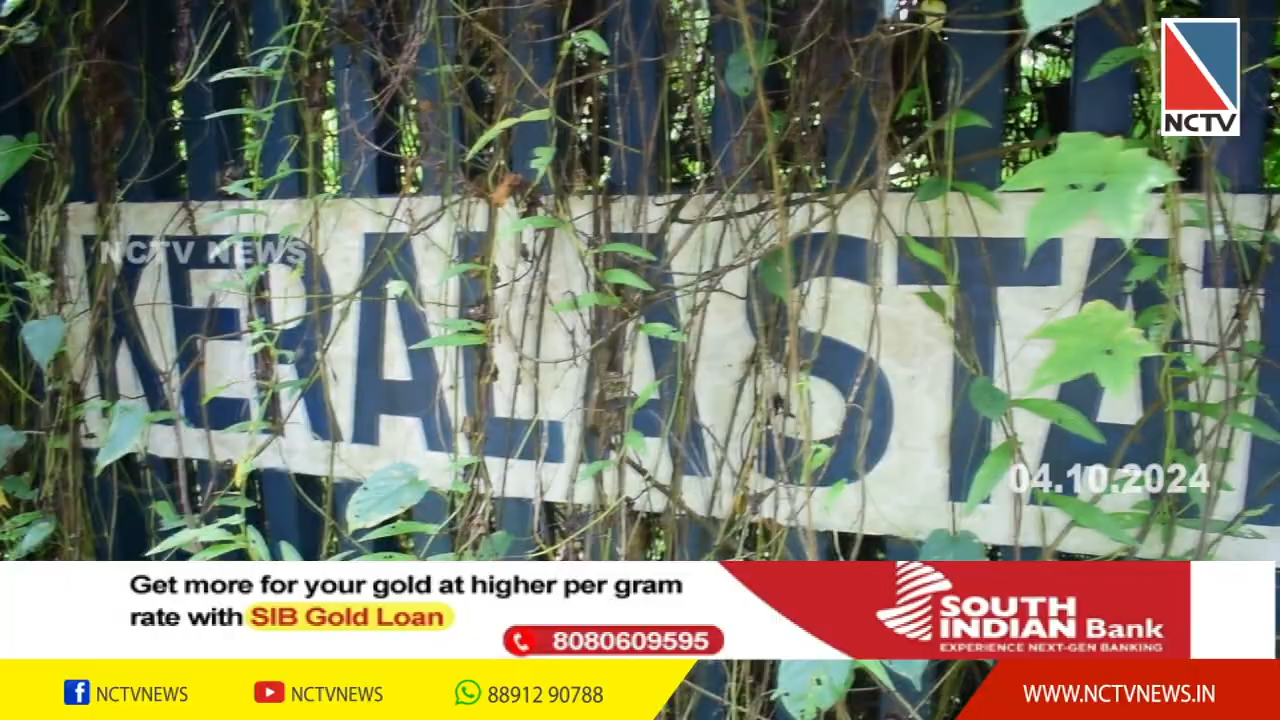 NCTV
NCTV NEWS
KERALA STAT
04.10.2024
Get more for your gold at higher per gram
rate with SIB Gold Loan
8080609595
SOUTH
INDIAN Bank
EXPERIENCE NEXT-GEN BANKING
NCTVNEWS
NCTVNEWS
88912 90788
WWW.NCTVNEWS.IN